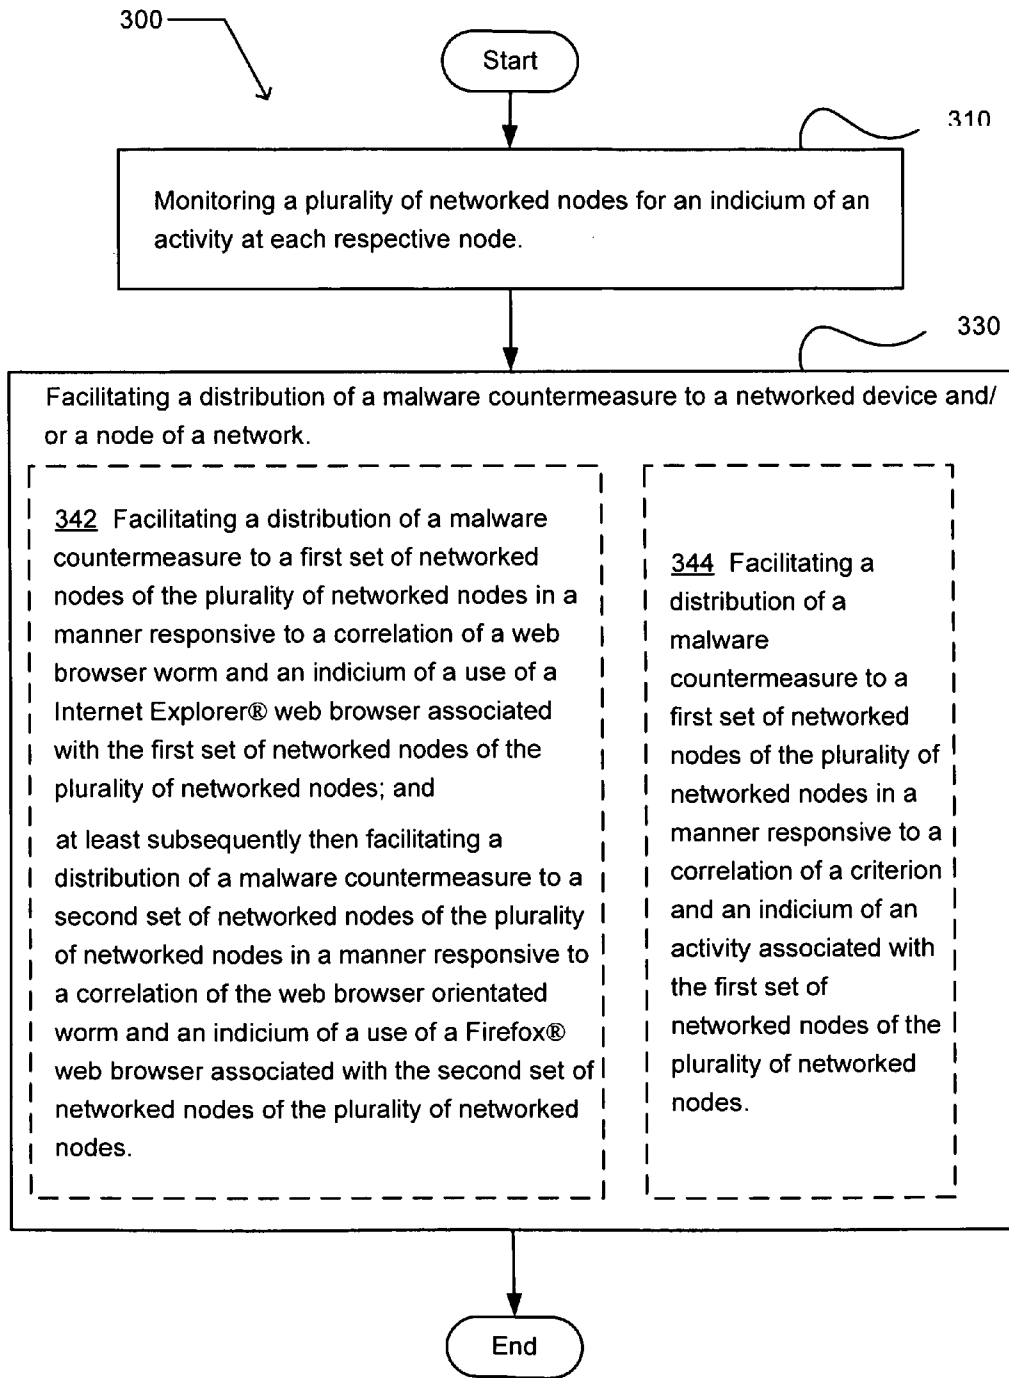 300
Start
310
Monitoring a plurality of networked nodes for an indicium of an
activity at each respective node.
330
Facilitating a distribution of a malware countermeasure to a networked device and/
or a node of a network.
342 Facilitating a distribution of a malware
countermeasure to a first set of networked
nodes of the plurality of networked nodes in a
manner responsive to a correlation of a web
browser worm and an indicium of a use of a
Internet Explorer® web browser associated
with the first set of networked nodes of the
plurality of networked nodes; and
at least subsequently then facilitating a
distribution of a malware countermeasure to a
second set of networked nodes of the plurality
of networked nodes in a manner responsive to
a correlation of the web browser orientated
worm and an indicium of a use of a Firefox®
web browser associated with the second set of
networked nodes of the plurality of networked
nodes.
344 Facilitating a
distribution of a
malware
countermeasure to a
first set of networked
nodes of the plurality of
networked nodes in a
manner responsive to a
correlation of a criterion
and an indicium of an
activity associated with
the first set of
networked nodes of the
plurality of networked
nodes.
End